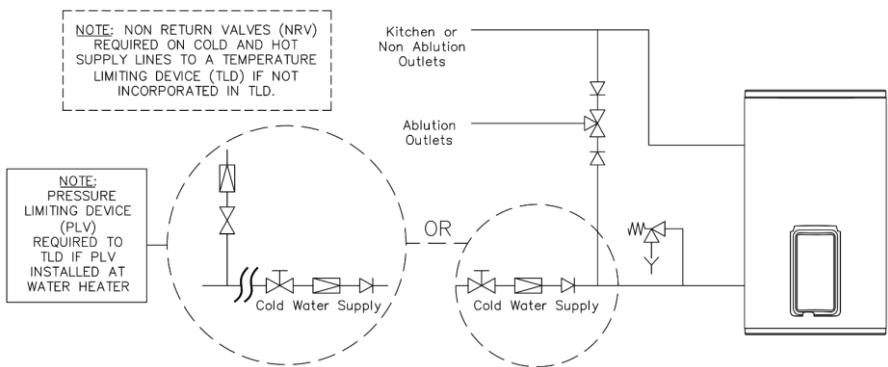 NOTE: NON RETURN VALVES (NRV)
REQUIRED ON COLD AND HOT
SUPPLY LINES TO A TEMPERATURE
LIMITING DEVICE (TLD) IF NOT
INCORPORATED IN TLD.
Kitchen or
Non Ablution
Outlets
Ablution
Outlets
NOTE:
PRESSURE
LIMITING DEVICE
(PLV)
REQUIRED TO
TLD IF PLV
INSTALLED AT
WATER HEATER
OR
Cold Water Supply
Cold Water Supply